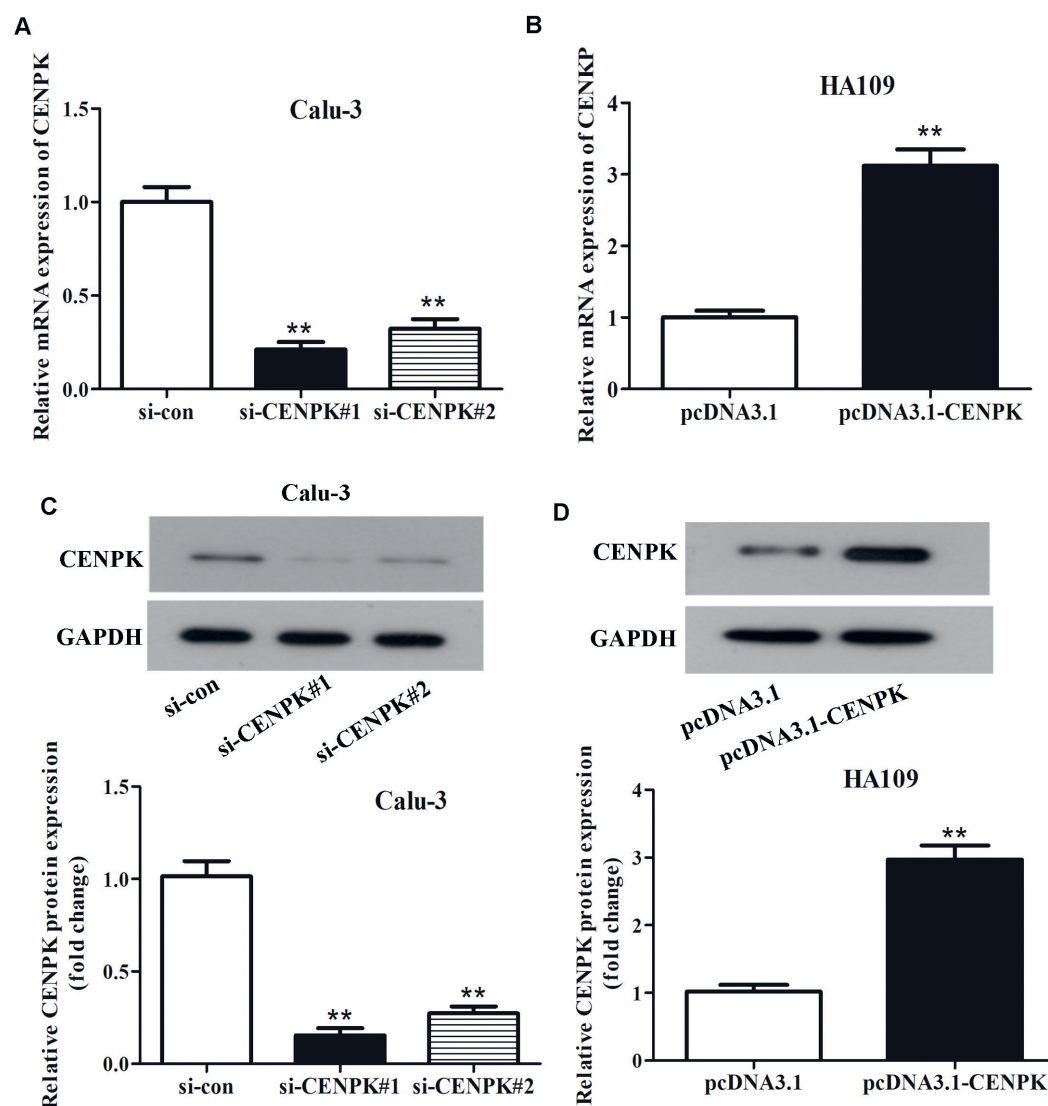 A
Relative mRNA expression of CENPK
Calu-3
1.5
1.0
0.5
0.0
**
**
si-con si-CENPK#1 si-CENPK#2
B
Relative mRNA expression of CENKP
HA109
4
3
2
1
0
**
pcDNA3.1 pcDNA3.1-CENPK
C
Calu-3
CENPK
GAPDH
si-con si-CENPK#1 si-CENPK#2
Relative CENPK protein expression
(fold change)
Calu-3
1.5
1.0
0.5
0.0
**
**
si-con si-CENPK#1 si-CENPK#2
D
CENPK
GAPDH
pcDNA3.1 pcDNA3.1-CENPK
Relative CENPK protein expression
(fold change)
HA109
4
3
2
1
0
**
pcDNA3.1 pcDNA3.1-CENPK